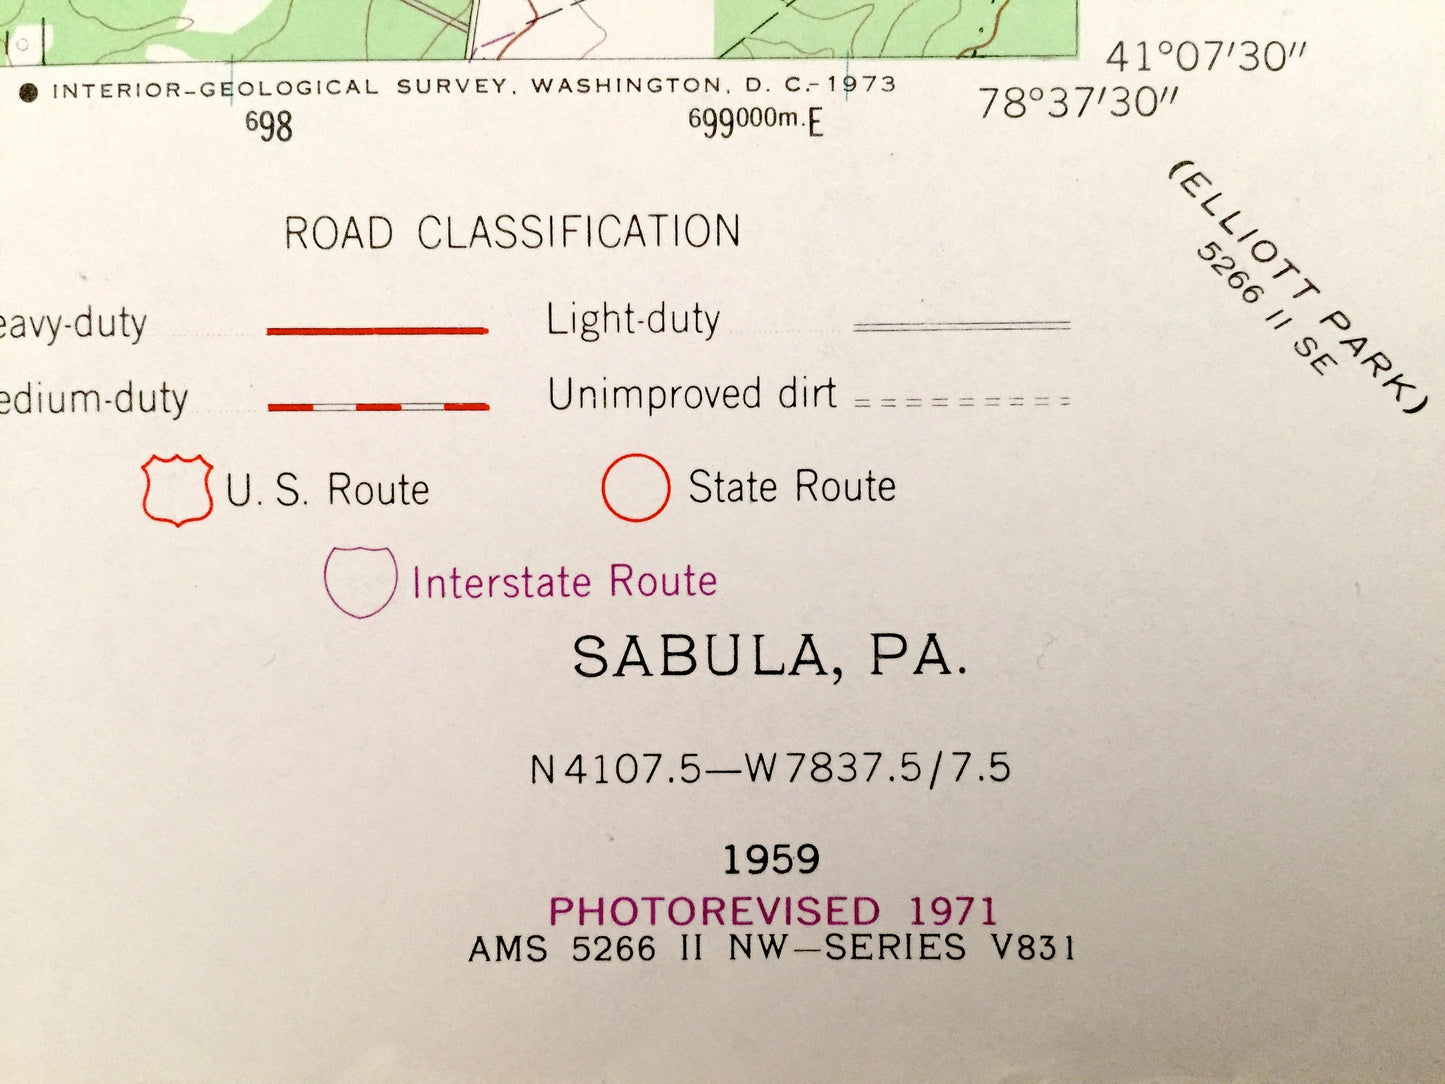 41°07′30″
INTERIOR–GEOLOGICAL SURVEY, WASHINGTON, D. C.–1973
78°37′30″
698
699000m.E
(ELLIOTT PARK)
5266 II SE
ROAD CLASSIFICATION
eavy-duty
Light-duty
edium-duty
Unimproved dirt
U. S. Route
State Route
Interstate Route
SABULA, PA.
N4107.5—W7837.5/7.5
1959
PHOTOREVISED 1971
AMS 5266 II NW–SERIES V831